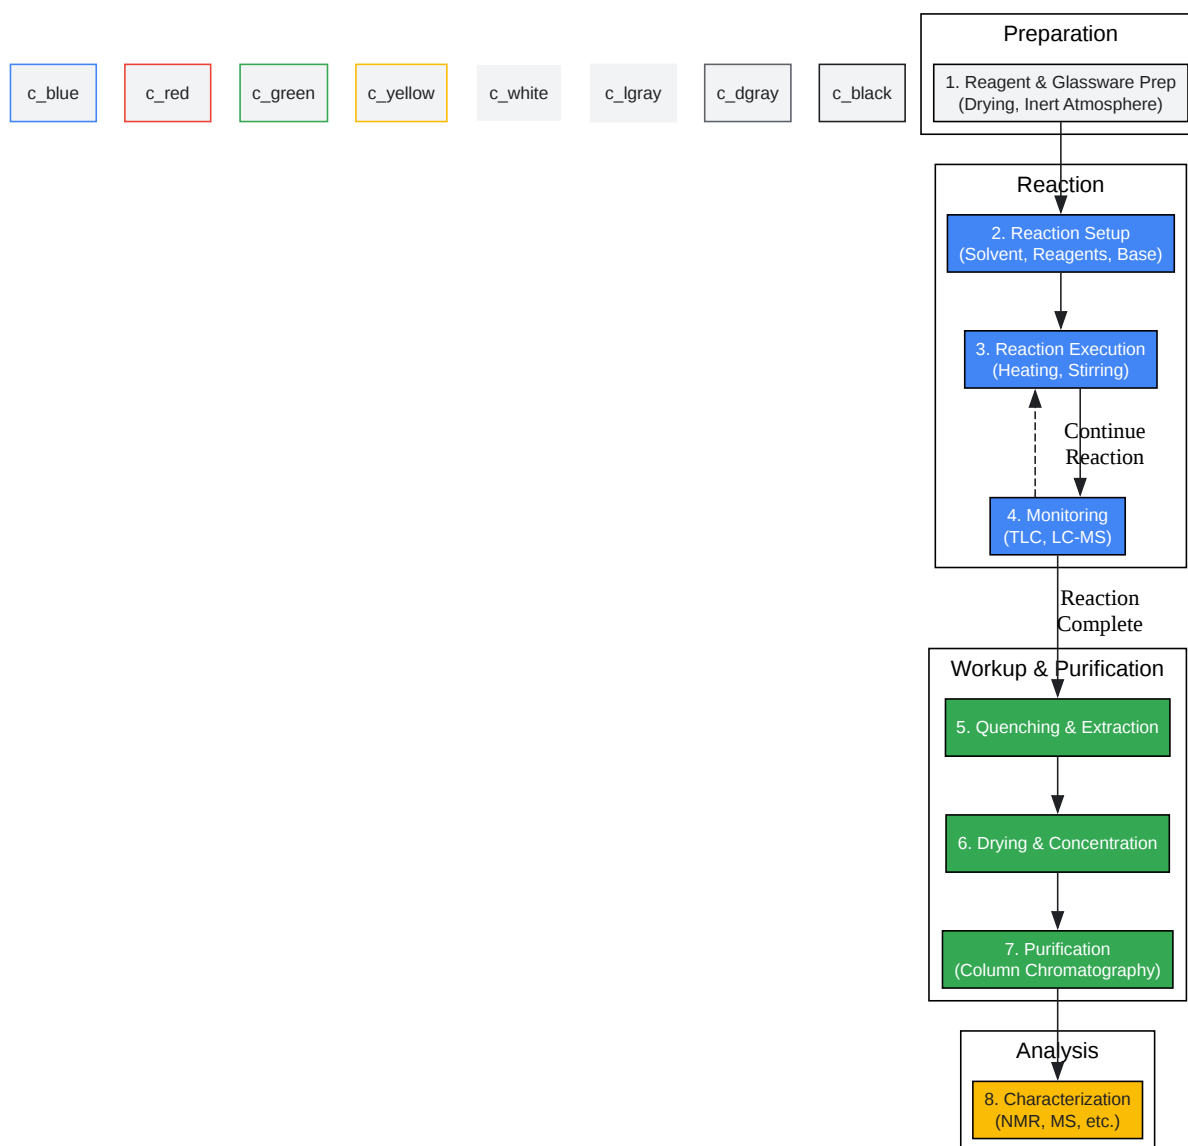 c_blue
c_red
c_green
c_yellow
c_white
c_lgray
c_dgray
c_black
Preparation
1. Reagent & Glassware Prep
(Drying, Inert Atmosphere)
Reaction
2. Reaction Setup
(Solvent, Reagents, Base)
3. Reaction Execution
(Heating, Stirring)
Continue
Reaction
4. Monitoring
(TLC, LC-MS)
Reaction
Complete
Workup & Purification
5. Quenching & Extraction
6. Drying & Concentration
7. Purification
(Column Chromatography)
Analysis
8. Characterization
(NMR, MS, etc.)